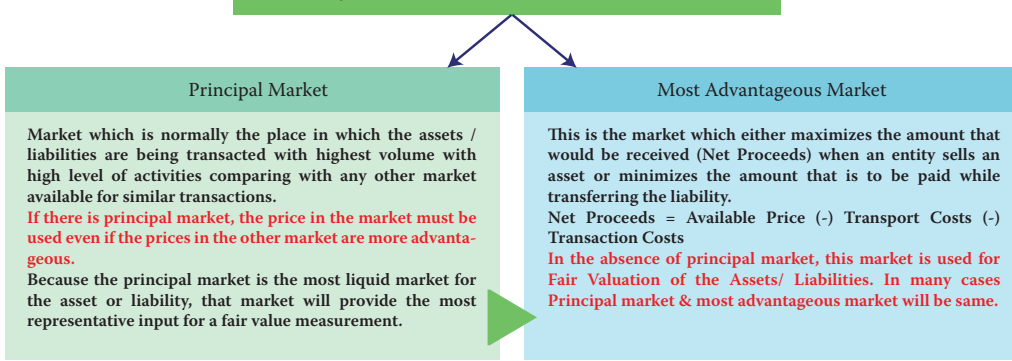 Principal Market
Market which is normally the place in which the assets /
liabilities are being transacted with highest volume with
high level of activities comparing with any other market
available for similar transactions.
If there is principal market, the price in the market must be
used even if the prices in the other market are more advanta-
geous.
Because the principal market is the most liquid market for
the asset or liability, that market will provide the most
representative input for a fair value measurement.
Most Advantageous Market
This is the market which either maximizes the amount that
would be received (Net Proceeds) when an entity sells an
asset or minimizes the amount that is to be paid while
transferring the liability.
Net Proceeds = Available Price (-) Transport Costs (-)
Transaction Costs
In the absence of principal market, this market is used for
Fair Valuation of the Assets/ Liabilities. In many cases
Principal market & most advantageous market will be same.